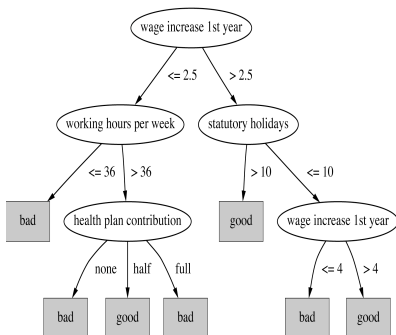 wage increase 1st year
<= 2.5 > 2.5
working hours per week statutory holidays
<= 36 > 36 > 10 <= 10
bad health plan contribution good wage increase 1st year
none half full <= 4 > 4
bad good bad bad good